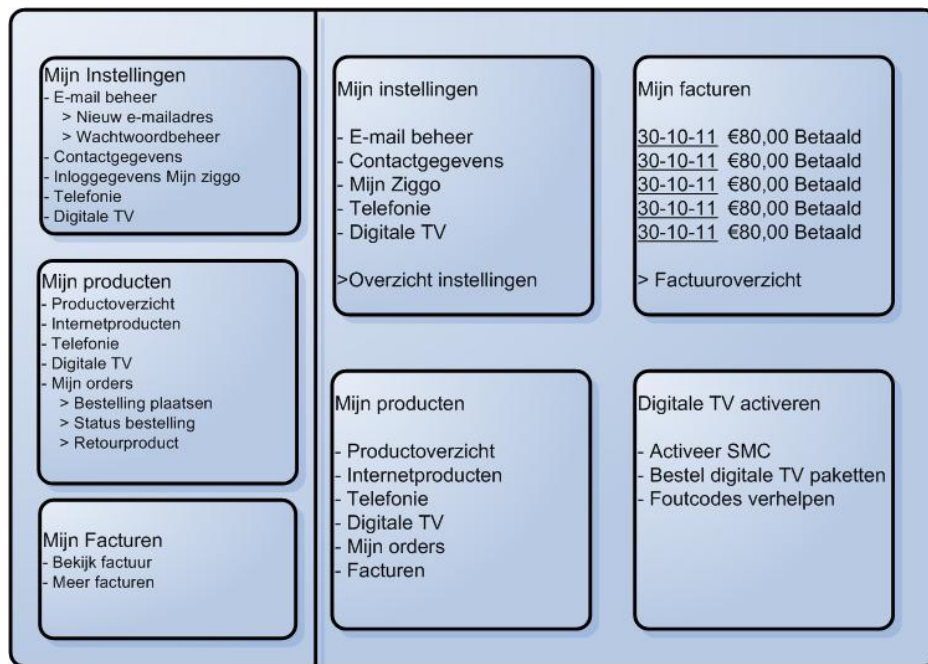 Mijn Instellingen
- E-mail beheer
> Nieuw e-mailadres
> Wachtwoordbeheer
- Contactgegevens
- Inloggegevens Mijn ziggo
- Telefonie
- Digitale TV
Mijn producten
- Productoverzicht
- Internetproducten
- Telefonie
- Digitale TV
- Mijn orders
> Bestelling plaatsen
> Status bestelling
> Retourproduct
Mijn Facturen
- Bekijk factuur
- Meer facturen
Mijn instellingen
- E-mail beheer
- Contactgegevens
- Mijn Ziggo
- Telefonie
- Digitale TV
>Overzicht instellingen
Mijn facturen
30-10-11 €80,00 Betaald
30-10-11 €80,00 Betaald
30-10-11 €80,00 Betaald
30-10-11 €80,00 Betaald
30-10-11 €80,00 Betaald
> Factuuroverzicht
Mijn producten
- Productoverzicht
- Internetproducten
- Telefonie
- Digitale TV
- Mijn orders
- Facturen
Digitale TV activeren
- Activeer SMC
- Bestel digitale TV paketten
- Foutcodes verhelpen